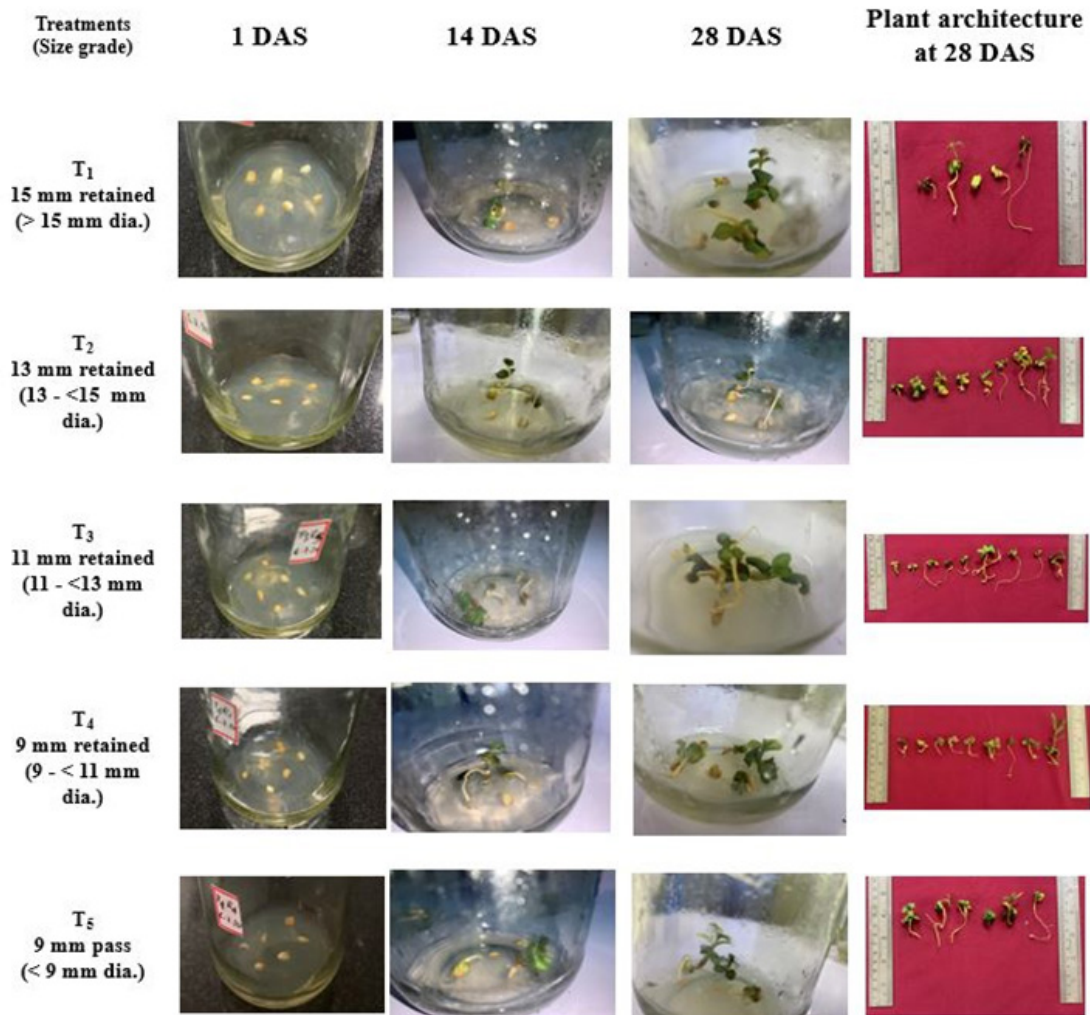 Treatments
(Size grade)
1 DAS
14 DAS
28 DAS
Plant architecture
at 28 DAS
T₁
15 mm retained
(> 15 mm dia.)
T₂
13 mm retained
(13 - <15 mm
dia.)
T₃
11 mm retained
(11 - <13 mm
dia.)
T₄
9 mm retained
(9 - < 11 mm
dia.)
T₅
9 mm pass
(< 9 mm dia.)